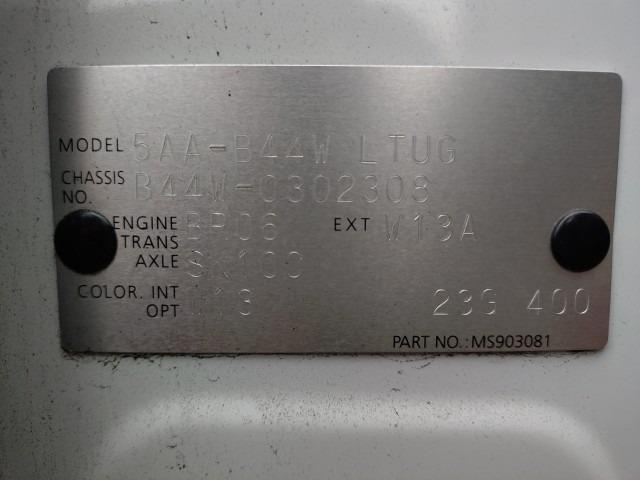 MODEL 5AA-B44W LTUG
CHASSIS NO. B44W-0302308
ENGINE BR06 EXT W13A
TRANS AXLE
COLOR. INT 23G 400
OPT
PART NO.:MS903081